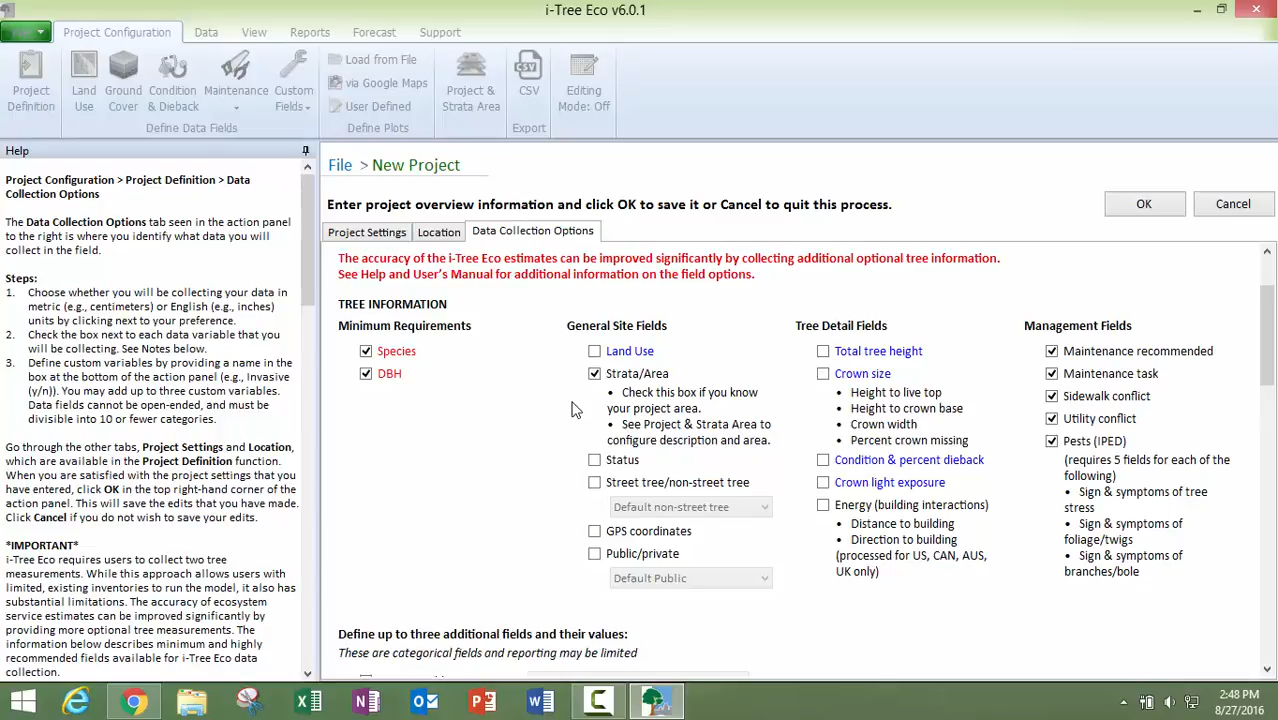 i-Tree Eco v6.0.1
Project Configuration Data View Reports Forecast Support
Project Definition
Land Use
Ground Cover
Condition & Dieback
Maintenance
Custom Fields
Define Data Fields
Load from File
via Google Maps
User Defined
Define Plots
Project & Strata Area
CSV
Export
Editing Mode: Off
Help
Project Configuration > Project Definition > Data
Collection Options
The Data Collection Options tab seen in the action panel
to the right is where you identify what data you will
collect in the field.
Steps:
1. Choose whether you will be collecting your data in
metric (e.g., centimeters) or English (e.g., inches)
units by clicking next to your preference.
2. Check the box next to each data variable that you
will be collecting. See Notes below.
3. Define custom variables by providing a name in the
box at the bottom of the action panel (e.g., Invasive
(y/n)). You may add up to three custom variables.
Data fields cannot be open-ended, and must be
divisible into 10 or fewer categories.
Go through the other tabs, Project Settings and Location,
which are available in the Project Definition function.
When you are satisfied with the project settings that you
have entered, click OK in the top right-hand corner of the
action panel. This will save the edits that you have made.
Click Cancel if you do not wish to save your edits.
*IMPORTANT*
i-Tree Eco requires users to collect two tree
measurements. While this approach allows users with
limited, existing inventories to run the model, it also has
substantial limitations. The accuracy of ecosystem
service estimates can be improved significantly by
providing more optional tree measurements. The
information below describes minimum and highly
recommended fields available for i-Tree Eco data
collection.
File > New Project
Enter project overview information and click OK to save it or Cancel to quit this process.
OK
Cancel
Project Settings Location Data Collection Options
The accuracy of the i-Tree Eco estimates can be improved significantly by collecting additional optional tree information.
See Help and User's Manual for additional information on the field options.
TREE INFORMATION
Minimum Requirements
Species
DBH
General Site Fields
Land Use
Strata/Area
• Check this box if you know
your project area.
• See Project & Strata Area to
configure description and area.
Status
Street tree/non-street tree
Default non-street tree
GPS coordinates
Public/private
Default Public
Tree Detail Fields
Total tree height
Crown size
• Height to live top
• Height to crown base
• Crown width
• Percent crown missing
Condition & percent dieback
Crown light exposure
Energy (building interactions)
• Distance to building
• Direction to building
(processed for US, CAN, AUS,
UK only)
Management Fields
Maintenance recommended
Maintenance task
Sidewalk conflict
Utility conflict
Pests (IPED)
(requires 5 fields for each of the
following)
• Sign & symptoms of tree
stress
• Sign & symptoms of
foliage/twigs
• Sign & symptoms of
branches/bole
Define up to three additional fields and their values:
These are categorical fields and reporting may be limited
2:48 PM
8/27/2016